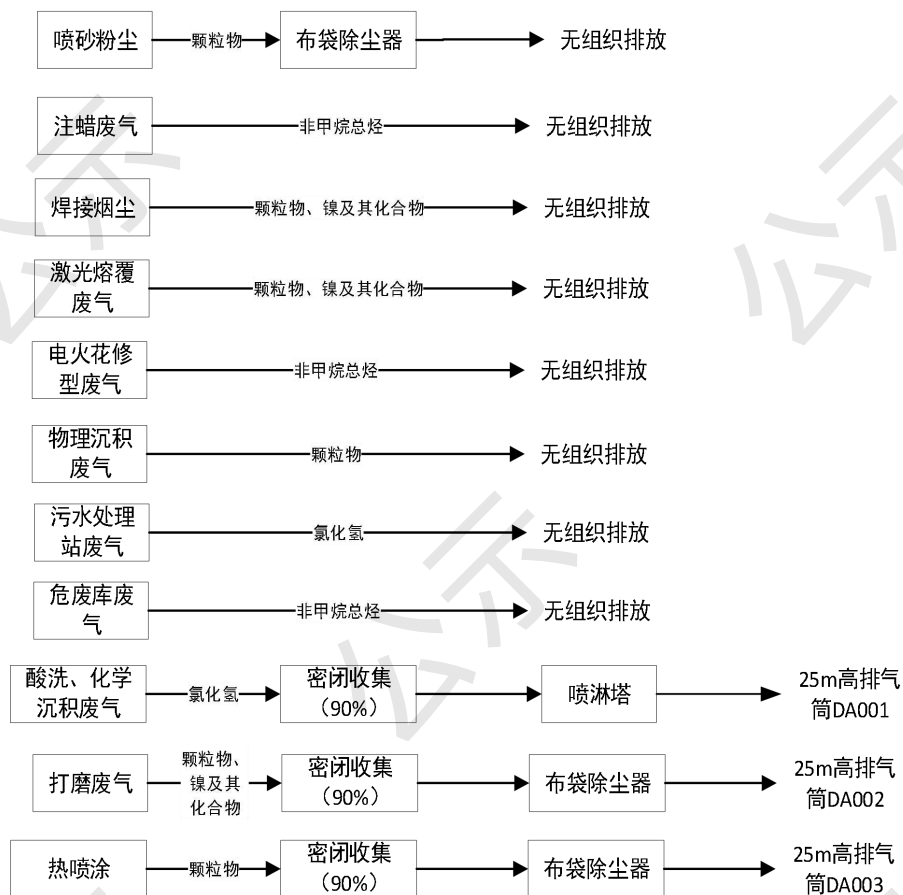 喷砂粉尘 颗粒物 布袋除尘器 无组织排放
注蜡废气 非甲烷总烃 无组织排放
焊接烟尘 颗粒物、镍及其化合物 无组织排放
激光熔覆
废气
颗粒物、镍及其化合物 无组织排放
电火花修
型废气
非甲烷总烃 无组织排放
物理沉积
废气
颗粒物 无组织排放
污水处理
站废气
氯化氢 无组织排放
危废库废
气
非甲烷总烃 无组织排放
酸洗、化学
沉积废气
氯化氢
密闭收集
（90%）
喷淋塔
25m高排气
筒DA001
打磨废气
颗粒物、
镍及其
化合物
密闭收集
（90%）
布袋除尘器
25m高排气
筒DA002
热喷涂
颗粒物
密闭收集
（90%）
布袋除尘器
25m高排气
筒DA003
公示
公示
公示